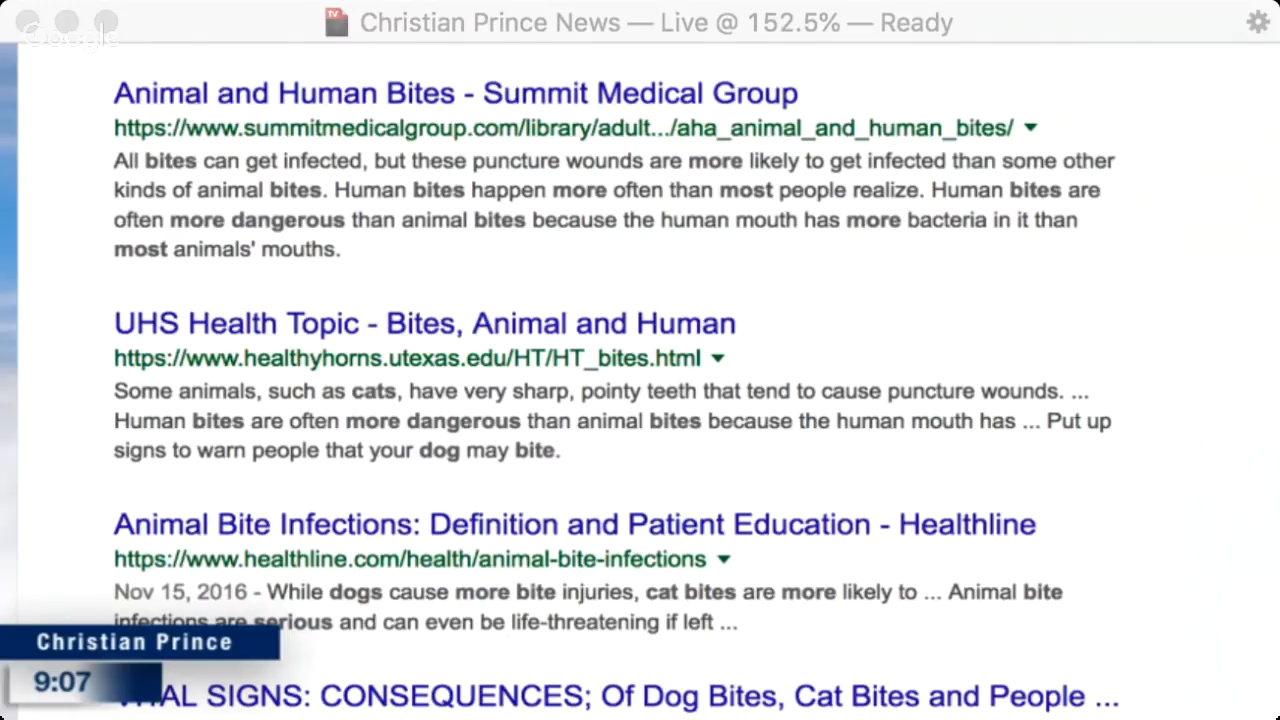 TV Christian Prince News — Live @ 152.5% — Ready
Google
Animal and Human Bites - Summit Medical Group
https://www.summitmedicalgroup.com/library/adult.../aha_animal_and_human_bites/
All bites can get infected, but these puncture wounds are more likely to get infected than some other
kinds of animal bites. Human bites happen more often than most people realize. Human bites are
often more dangerous than animal bites because the human mouth has more bacteria in it than
most animals' mouths.
UHS Health Topic - Bites, Animal and Human
https://www.healthyhorns.utexas.edu/HT/HT_bites.html
Some animals, such as cats, have very sharp, pointy teeth that tend to cause puncture wounds. ...
Human bites are often more dangerous than animal bites because the human mouth has ... Put up
signs to warn people that your dog may bite.
Animal Bite Infections: Definition and Patient Education - Healthline
https://www.healthline.com/health/animal-bite-infections
Nov 15, 2016 - While dogs cause more bite injuries, cat bites are more likely to ... Animal bite
infections are serious and can even be life-threatening if left ...
Christian Prince
9:07
SIGNS: CONSEQUENCES; Of Dog Bites, Cat Bites and People ...